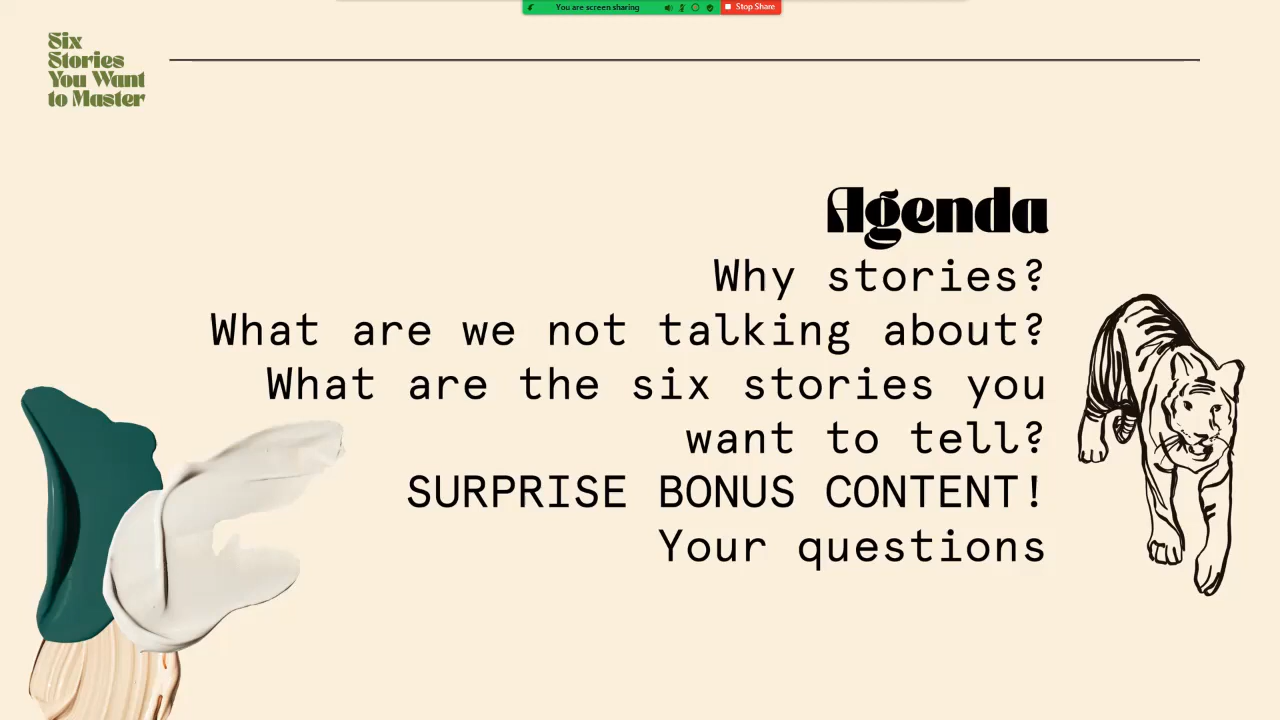 You are screen sharing
Stop Share
Six
Stories
You Want
to Master
Agenda
Why stories?
What are we not talking about?
What are the six stories you
want to tell?
SURPRISE BONUS CONTENT!
Your questions